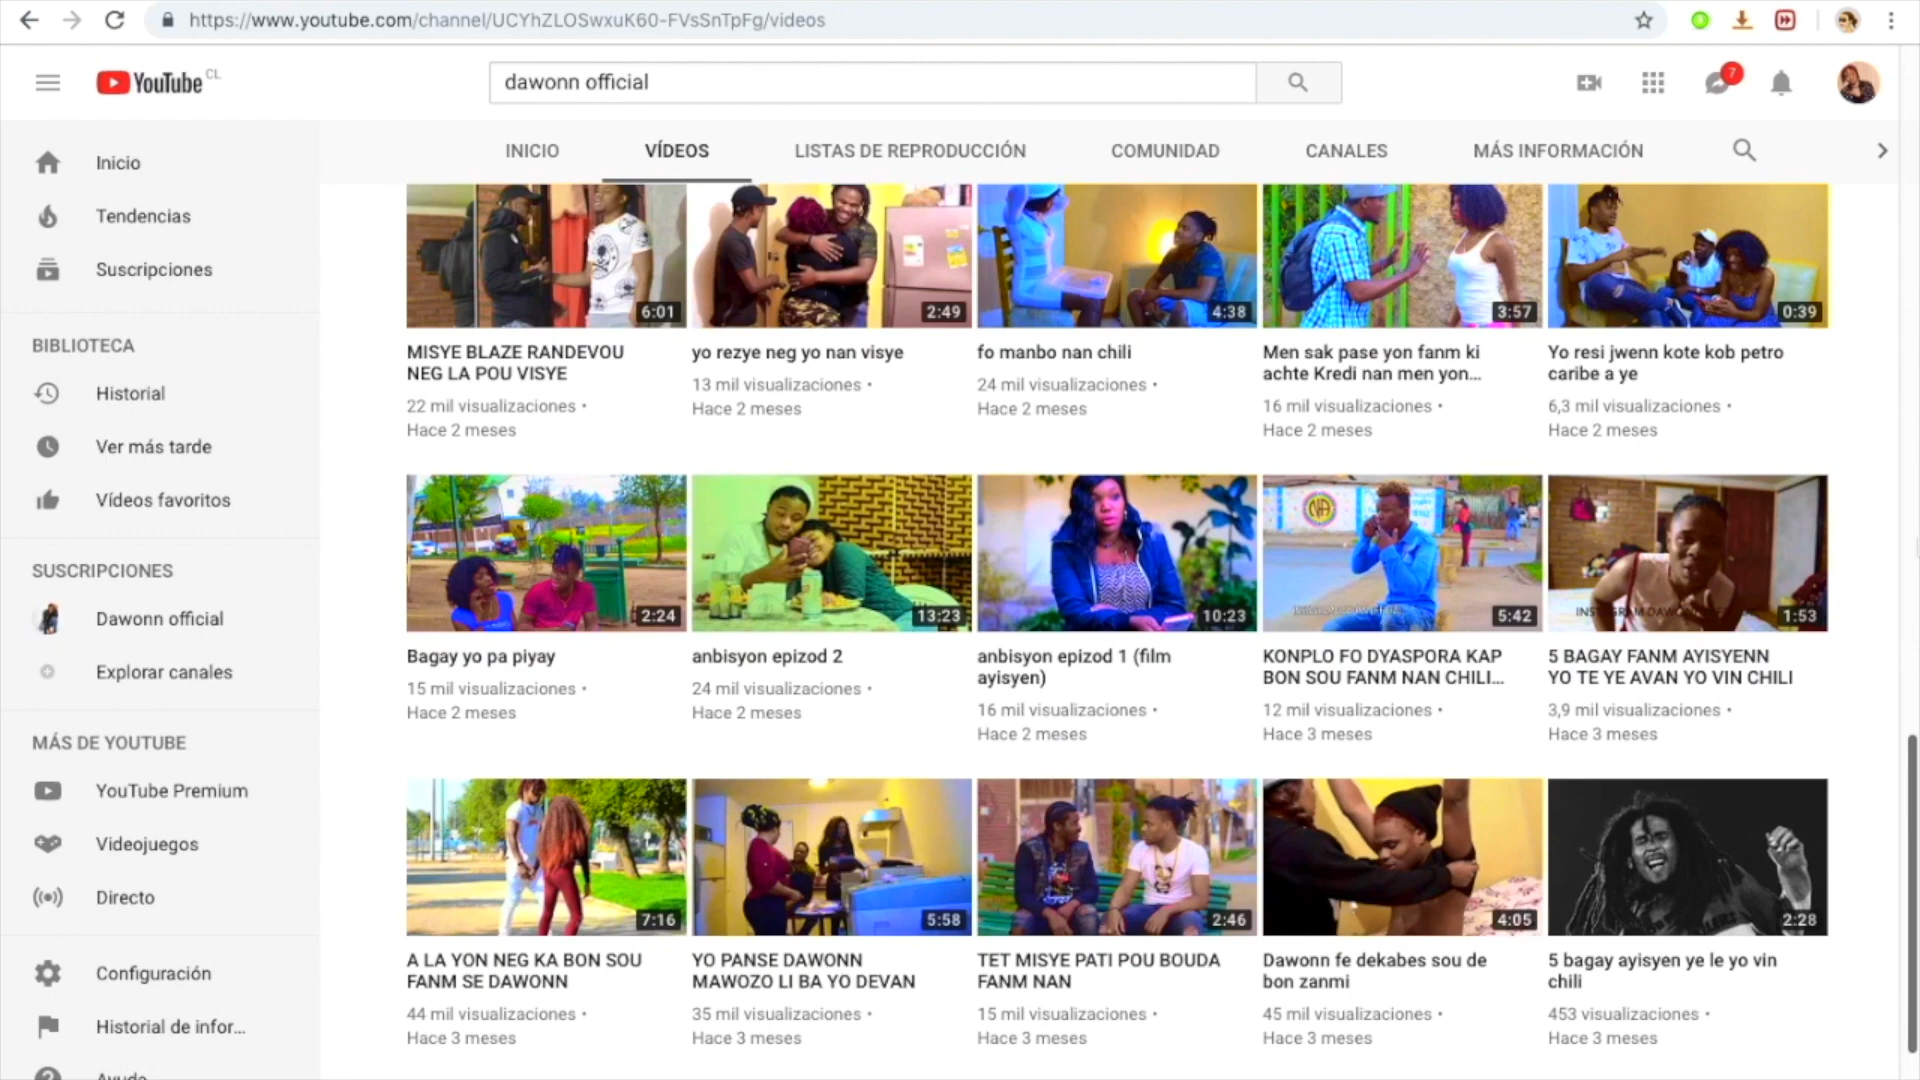 https://www.youtube.com/channel/UCYhZLOSwxuK60-FVsSnTpFg/videos
YouTube CL
dawonn official
7
INICIO
VÍDEOS
LISTAS DE REPRODUCCIÓN
COMUNIDAD
CANALES
MÁS INFORMACIÓN
Inicio
Tendencias
Suscripciones
BIBLIOTECA
Historial
Ver más tarde
Vídeos favoritos
SUSCRIPCIONES
Dawonn official
Explorar canales
MÁS DE YOUTUBE
YouTube Premium
Videojuegos
Directo
Configuración
Historial de infor...
Ayuda
6:01
MISYE BLAZE RANDEVOU
NEG LA POU VISYE
22 mil visualizaciones •
Hace 2 meses
2:49
yo rezye neg yo nan visye
13 mil visualizaciones •
Hace 2 meses
4:38
fo manbo nan chili
24 mil visualizaciones •
Hace 2 meses
3:57
Men sak pase yon fanm ki
achte Kredi nan men yon...
16 mil visualizaciones •
Hace 2 meses
0:39
Yo resi jwenn kote kob petro
caribe a ye
6,3 mil visualizaciones •
Hace 2 meses
2:24
Bagay yo pa piyay
15 mil visualizaciones •
Hace 2 meses
13:23
anbisyon epizod 2
24 mil visualizaciones •
Hace 2 meses
10:23
anbisyon epizod 1 (film
ayisyen)
16 mil visualizaciones •
Hace 2 meses
5:42
KONPLO FO DYASPORA KAP
BON SOU FANM NAN CHILI...
12 mil visualizaciones •
Hace 3 meses
1:53
5 BAGAY FANM AYISYENN
YO TE YE AVAN YO VIN CHILI
3,9 mil visualizaciones •
Hace 3 meses
7:16
A LA YON NEG KA BON SOU
FANM SE DAWONN
44 mil visualizaciones •
Hace 3 meses
5:58
YO PANSE DAWONN
MAWOZO LI BA YO DEVAN
35 mil visualizaciones •
Hace 3 meses
2:46
TET MISYE PATI POU BOUDA
FANM NAN
15 mil visualizaciones •
Hace 3 meses
4:05
Dawonn fe dekabes sou de
bon zanmi
45 mil visualizaciones •
Hace 3 meses
2:28
5 bagay ayisyen ye le yo vin
chili
453 visualizaciones •
Hace 3 meses